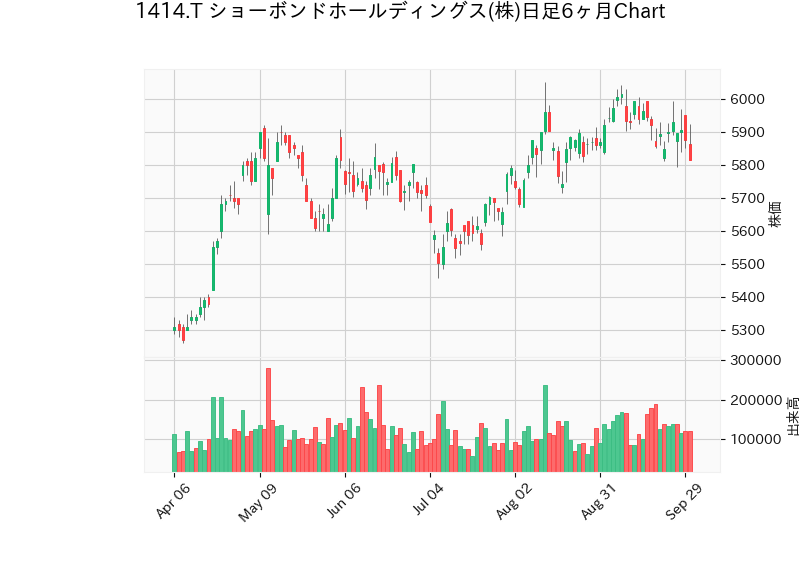 1414.T ショーボンドホールディングス(株)日足6ヶ月Chart
6000
5900
5800
5700
5600
5500
5400
5300
株価
300000
200000
100000
出来高
Apr 06
May 09
Jun 06
Jul 04
Aug 02
Aug 31
Sep 29